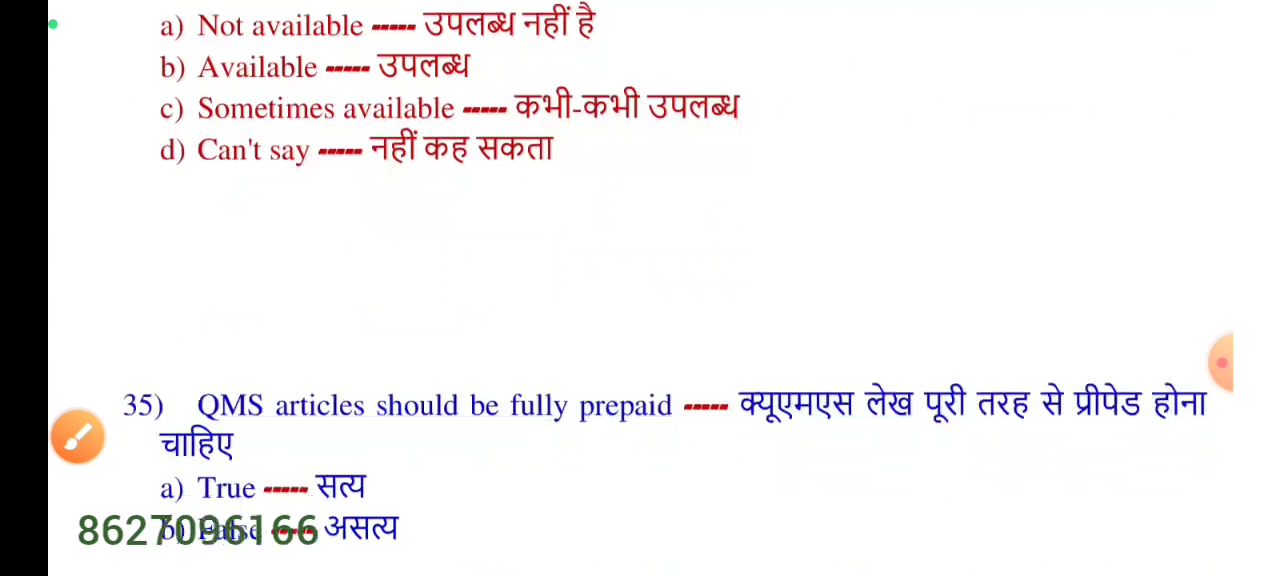 a) Not available ----- उपलब्ध नहीं है
b) Available ----- उपलब्ध
c) Sometimes available ----- कभी-कभी उपलब्ध
d) Can't say ----- नहीं कह सकता
35) QMS articles should be fully prepaid ----- क्यूएमएस लेख पूरी तरह से प्रीपेड होना
चाहिए
a) True ----- सत्य
b) False ----- असत्य
8627096166